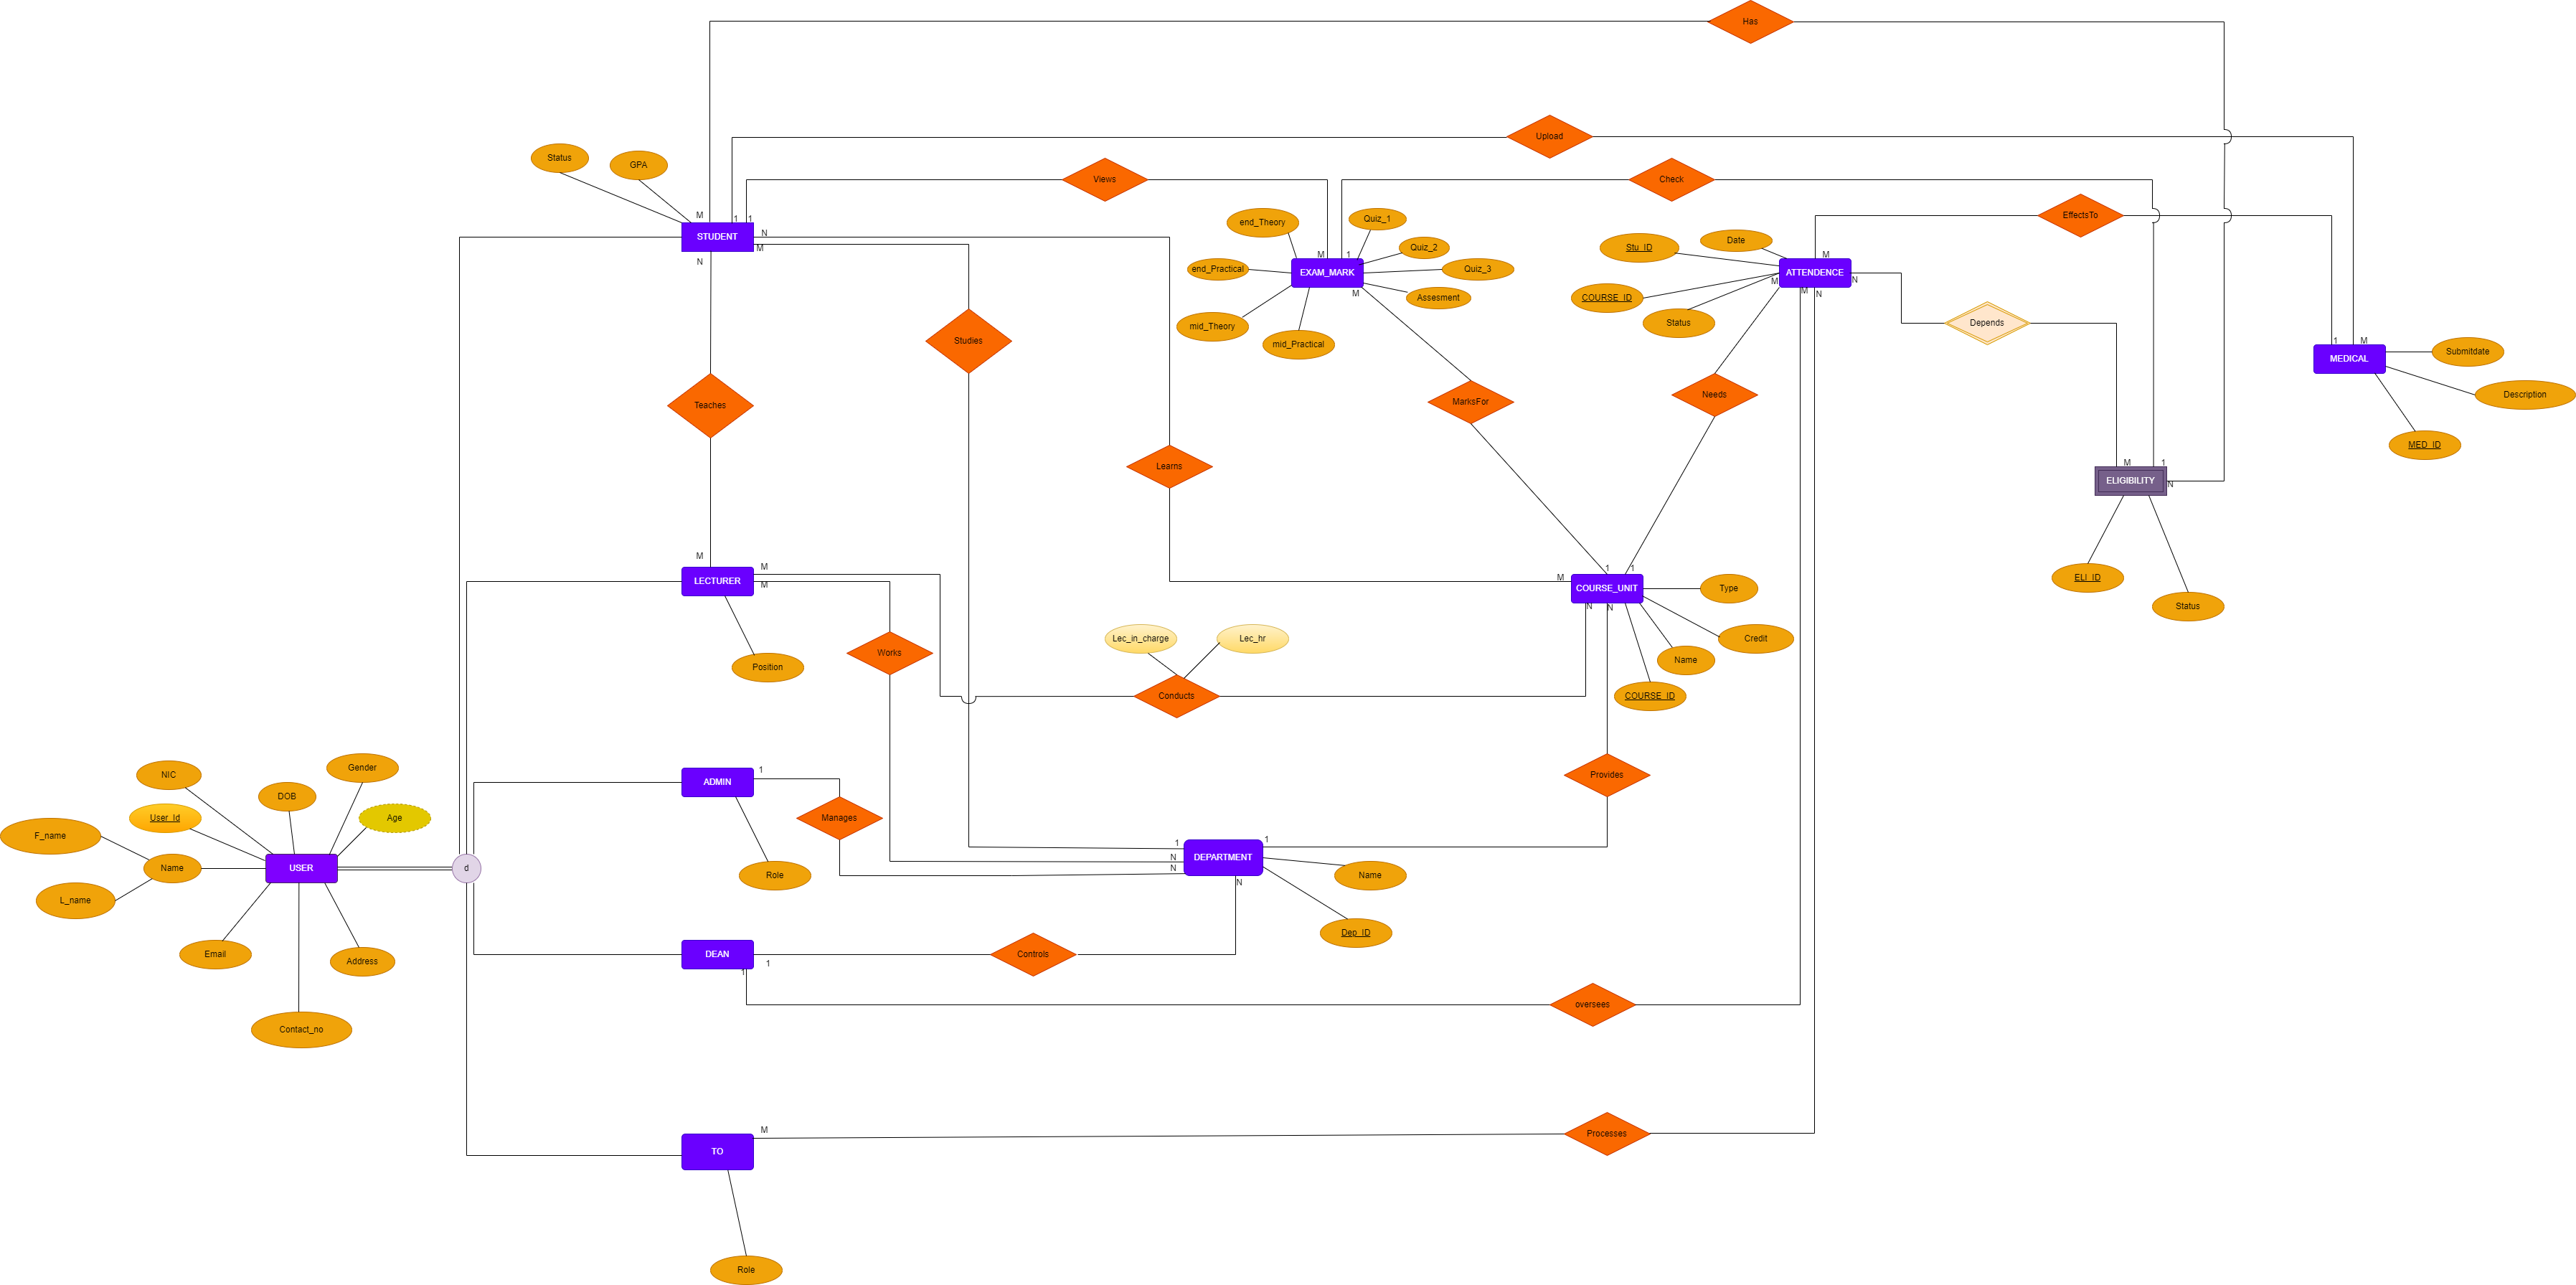 Has
Upload
Status
GPA
Views
Check
M
1
1
STUDENT
N
M
N
end_Theory
Quiz_1
Quiz_2
end_Practical
Quiz_3
M
1
EXAM_MARK
Assesment
M
mid_Theory
mid_Practical
EffectsTo
Stu_ID
Date
M
ATTENDENCE
COURSE_ID
M
M
N
N
Status
Depends
1
M
MEDICAL
Submitdate
Description
MED_ID
Studies
Teaches
MarksFor
Needs
Learns
M
1
ELIGIBILITY
N
ELI_ID
Status
M
LECTURER
M
M
Position
Works
M
1
1
COURSE_UNIT
N
N
Type
Credit
Name
COURSE_ID
Lec_in_charge
Lec_hr
Conducts
Provides
NIC
DOB
Gender
User_Id
Age
F_name
Name
L_name
USER
d
Email
Address
Contact_no
ADMIN
1
Manages
Role
1
1
DEPARTMENT
N
N
N
Name
Dep_ID
DEAN
1
1
Controls
oversees
TO
M
Processes
Role